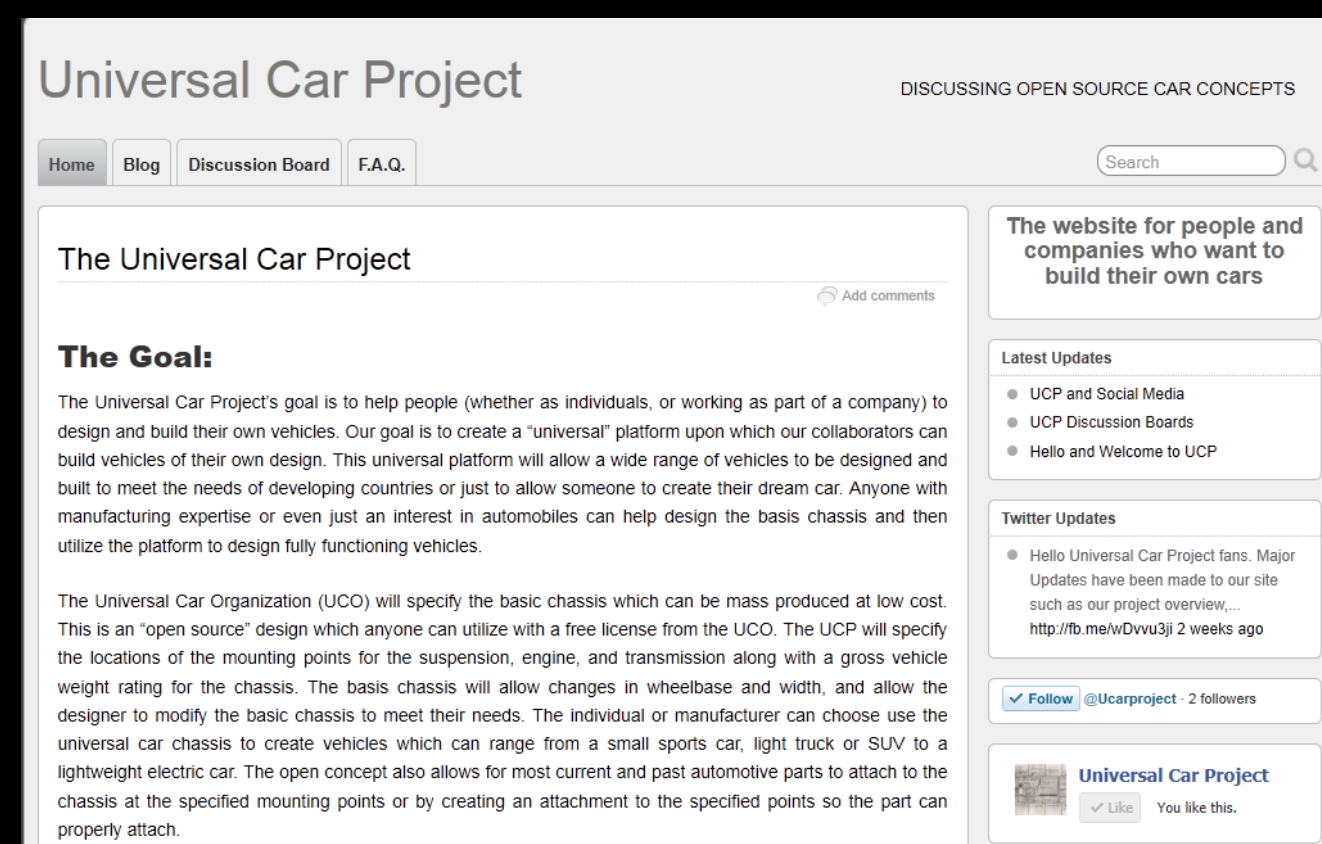 Universal Car Project
DISCUSSING OPEN SOURCE CAR CONCEPTS
Home
Blog
Discussion Board
F.A.Q.
Search
The Universal Car Project
Add comments
The Goal:
The Universal Car Project's goal is to help people (whether as individuals, or working as part of a company) to
design and build their own vehicles. Our goal is to create a “universal” platform upon which our collaborators can
build vehicles of their own design. This universal platform will allow a wide range of vehicles to be designed and
built to meet the needs of developing countries or just to allow someone to create their dream car. Anyone with
manufacturing expertise or even just an interest in automobiles can help design the basis chassis and then
utilize the platform to design fully functioning vehicles.
The Universal Car Organization (UCO) will specify the basic chassis which can be mass produced at low cost.
This is an “open source” design which anyone can utilize with a free license from the UCO. The UCP will specify
the locations of the mounting points for the suspension, engine, and transmission along with a gross vehicle
weight rating for the chassis. The basis chassis will allow changes in wheelbase and width, and allow the
designer to modify the basic chassis to meet their needs. The individual or manufacturer can choose use the
universal car chassis to create vehicles which can range from a small sports car, light truck or SUV to a
lightweight electric car. The open concept also allows for most current and past automotive parts to attach to the
chassis at the specified mounting points or by creating an attachment to the specified points so the part can
properly attach.
The website for people and
companies who want to
build their own cars
Latest Updates
UCP and Social Media
UCP Discussion Boards
Hello and Welcome to UCP
Twitter Updates
Hello Universal Car Project fans. Major
Updates have been made to our site
such as our project overview,...
http://fb.me/wDvvu3ji 2 weeks ago
Follow @Ucarproject · 2 followers
Universal Car Project
Like You like this.